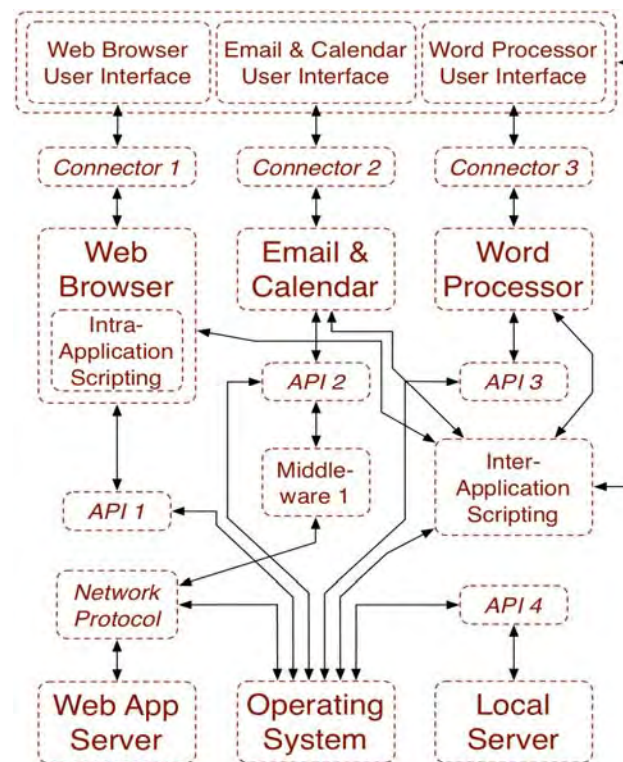 Web Browser
User Interface
Email & Calendar
User Interface
Word Processor
User Interface
Connector 1
Connector 2
Connector 3
Web
Browser
Intra-
Application
Scripting
Email &
Calendar
Word
Processor
API 2
API 3
Middle-
ware 1
Inter-
Application
Scripting
API 1
Network
Protocol
API 4
Web App
Server
Operating
System
Local
Server